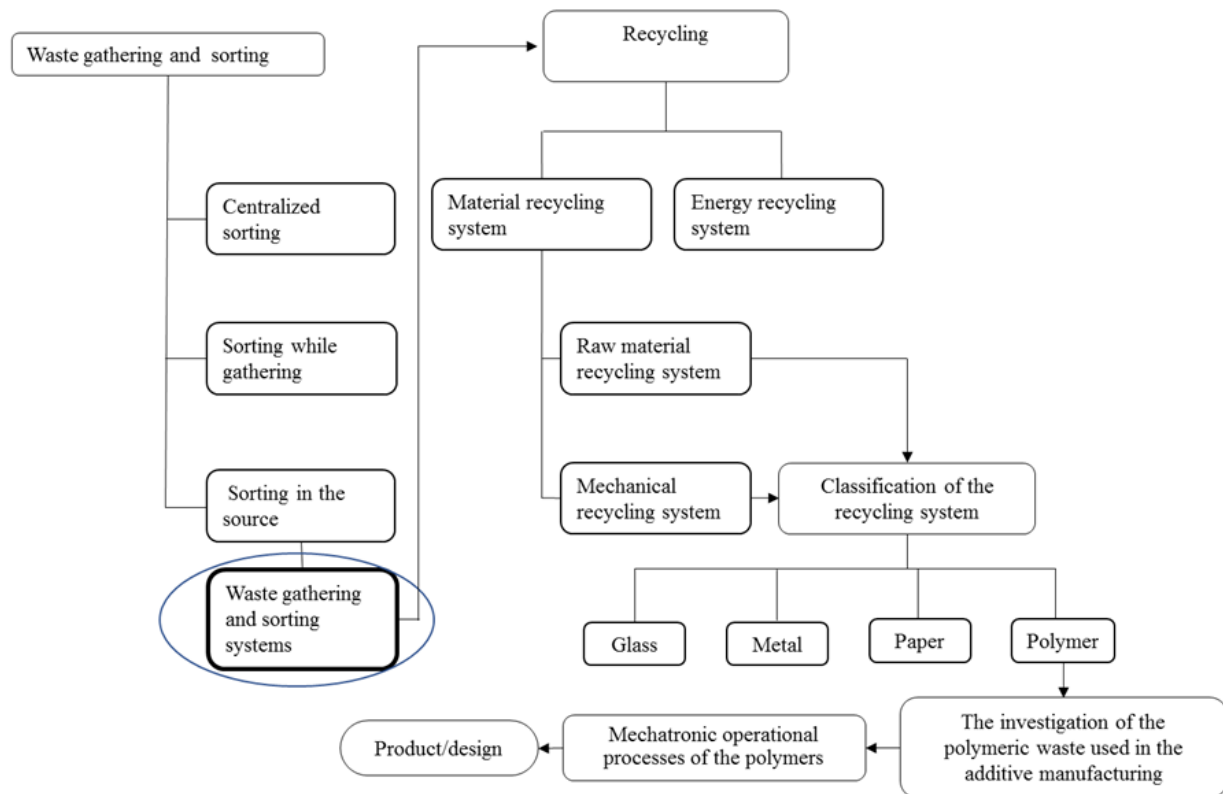 Waste gathering and  sorting
Recycling
Centralized
sorting
Material recycling
system
Energy recycling
system
Sorting while
gathering
Raw material
recycling system
Sorting in the
source
Mechanical
recycling system
Classification of the
recycling system
Waste gathering
and sorting
systems
Glass
Metal
Paper
Polymer
The investigation of the
polymeric waste used in the
additive manufacturing
Mechatronic operational
processes of the polymers
Product/design